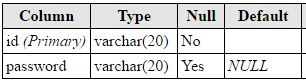 Column Type Null Default
id (Primary) varchar(20) No
password varchar(20) Yes NULL